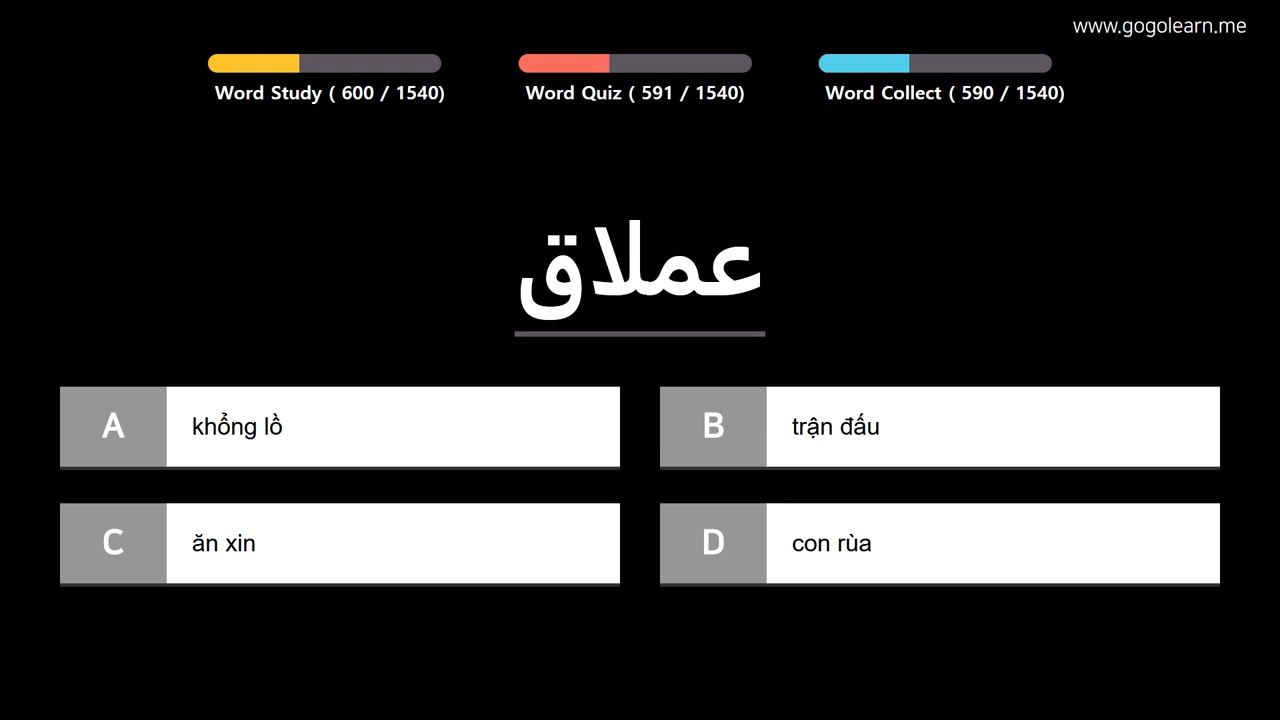 www.gogolearn.me
Word Study ( 600 / 1540)
Word Quiz ( 591 / 1540)
Word Collect ( 590 / 1540)
عملاق
A khổng lồ
B trận đấu
C ăn xin
D con rùa